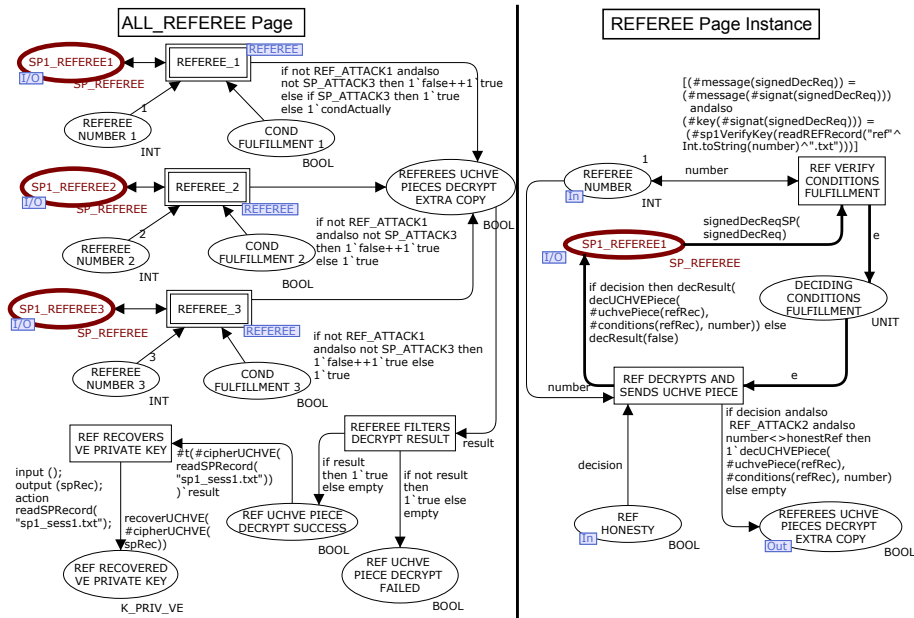 ALL_REFEREE Page
SP1_REFEREE1
I/O
SP_REFEREE
REFEREE_1
REFEREE
1
REFEREE
NUMBER 1
INT
COND
FULFILLMENT 1
BOOL
if not REF_ATTACK1 andalso
not SP_ATTACK3 then 1`false++1`true
else if SP_ATTACK3 then 1`true
else 1`condActually
REFEREES UCHVE
PIECES DECRYPT
EXTRA COPY
BOOL
SP1_REFEREE2
I/O
SP_REFEREE
REFEREE_2
REFEREE
2
REFEREE
NUMBER 2
INT
COND
FULFILLMENT 2
BOOL
if not REF_ATTACK1
andalso not SP_ATTACK3
then 1`false++1`true
else 1`true
SP1_REFEREE3
I/O
SP_REFEREE
REFEREE_3
REFEREE
3
REFEREE
NUMBER 3
INT
COND
FULFILLMENT 3
BOOL
if not REF_ATTACK1
andalso not SP_ATTACK3 then
1`false++1`true else
1`true
REFEREE FILTERS
DECRYPT RESULT
result
if result
then 1`true
else empty
if not result
then
1`true else
empty
REF UCHVE PIECE
DECRYPT SUCCESS
BOOL
REF UCHVE
PIECE DECRYPT
FAILED
BOOL
REF RECOVERS
VE PRIVATE KEY
#t(#cipherUCHVE(
readSPRecord(
"sp1_sess1.txt"))
)`result
input ();
output (spRec);
action
readSPRecord(
"sp1_sess1.txt");
recoverUCHVE(
#cipherUCHVE(
spRec))
REF RECOVERED
VE PRIVATE KEY
K_PRIV_VE
REFEREE Page Instance
[(#message(signedDecReq)) =
(#message(#signat(signedDecReq)))
andalso
(#key(#signat(signedDecReq))) =
(#sp1VerifyKey(readREFRecord("ref"^
Int.toString(number)^".txt")))]
1
REFEREE
NUMBER
In
INT
number
REF VERIFY
CONDITIONS
FULFILLMENT
signedDecReqSP(
signedDecReq)
e
SP1_REFEREE1
I/O
SP_REFEREE
DECIDING
CONDITIONS
FULFILLMENT
UNIT
if decision then decResult(
decUCHVEPiece(
#uchvePiece(refRec),
#conditions(refRec), number)) else
decResult(false)
e
number
REF DECRYPTS AND
SENDS UCHVE PIECE
decision
if decision andalso
REF_ATTACK2 andalso
number<>honestRef then
1`decUCHVEPiece(
#uchvePiece(refRec),
#conditions(refRec), number)
else empty
REF
HONESTY
In
BOOL
REFEREES UCHVE
PIECES DECRYPT
EXTRA COPY
Out
BOOL